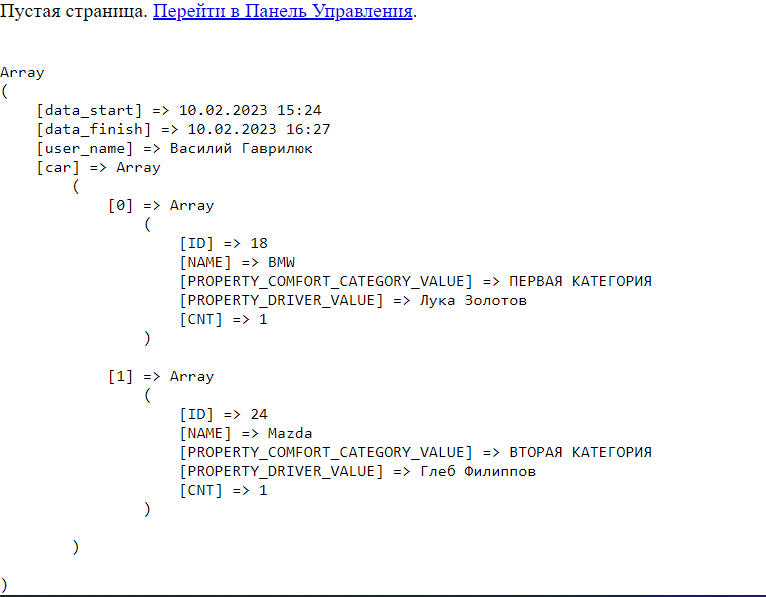 Пустая страница. Перейти в Панель Управления.
Array
(
    [data_start] => 10.02.2023 15:24
    [data_finish] => 10.02.2023 16:27
    [user_name] => Василий Гаврилюк
    [car] => Array
        (
            [0] => Array
                (
                    [ID] => 18
                    [NAME] => BMW
                    [PROPERTY_COMFORT_CATEGORY_VALUE] => ПЕРВАЯ КАТЕГОРИЯ
                    [PROPERTY_DRIVER_VALUE] => Лука Золотов
                    [CNT] => 1
                )
            [1] => Array
                (
                    [ID] => 24
                    [NAME] => Mazda
                    [PROPERTY_COMFORT_CATEGORY_VALUE] => ВТОРАЯ КАТЕГОРИЯ
                    [PROPERTY_DRIVER_VALUE] => Глеб Филиппов
                    [CNT] => 1
                )
        )
)